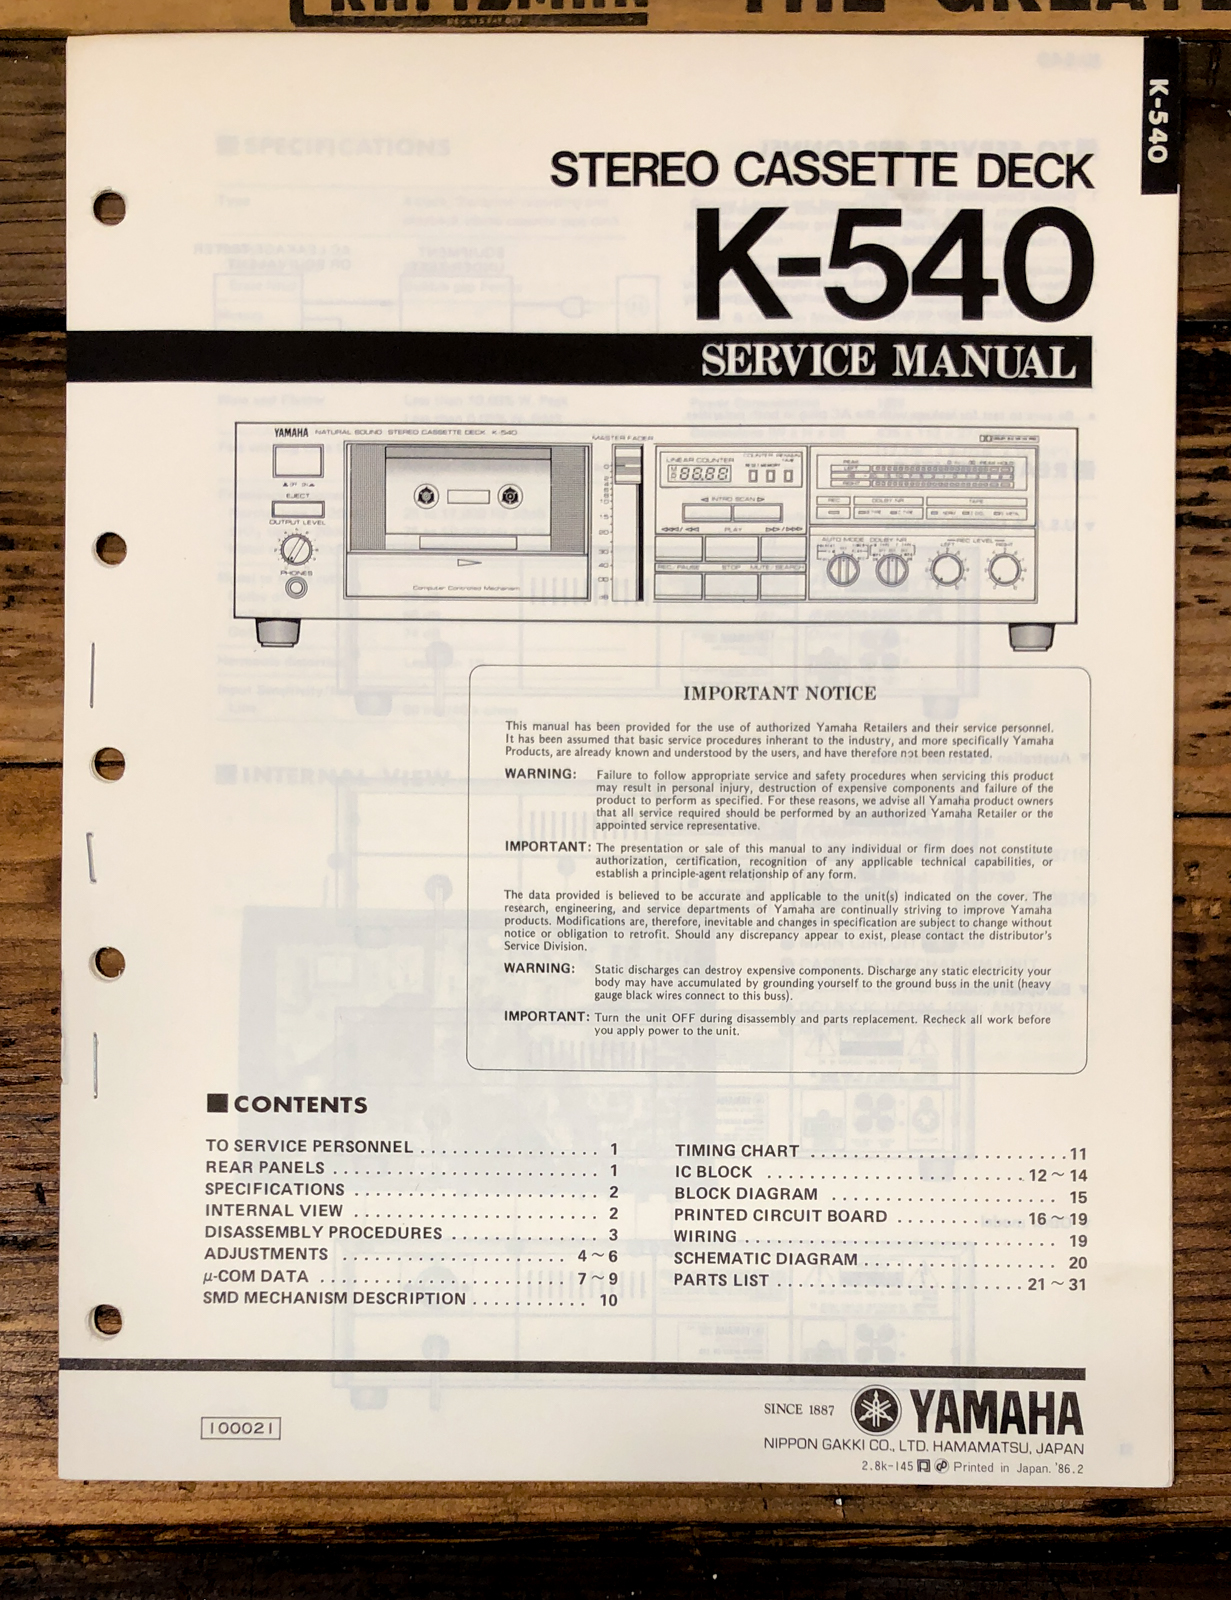 THE GREATE
K-540
STEREO CASSETTE DECK
K-540
SERVICE MANUAL
YAMAHA NATURAL SOUND STEREO CASSETTE DECK K-540
MASTER FADER
EJECT
OUTPUT LEVEL
PHONES
Computer Controlled Mechanism
LINEAR COUNTER
INTRO SCAN
PLAY
REC/PAUSE STOP MUTE/SEARCH
PEAK
LEFT
RIGHT
PEAK HOLD
REC DOLBY NR TAPE
AUTO MODE DOLBY NR REC LEVEL
LEFT RIGHT
IMPORTANT NOTICE
This manual has been provided for the use of authorized Yamaha Retailers and their service personnel.
It has been assumed that basic service procedures inherant to the industry, and more specifically Yamaha
Products, are already known and understood by the users, and have therefore not been restated.
WARNING: Failure to follow appropriate service and safety procedures when servicing this product
may result in personal injury, destruction of expensive components and failure of the
product to perform as specified. For these reasons, we advise all Yamaha product owners
that all service required should be performed by an authorized Yamaha Retailer or the
appointed service representative.
IMPORTANT: The presentation or sale of this manual to any individual or firm does not constitute
authorization, certification, recognition of any applicable technical capabilities, or
establish a principle-agent relationship of any form.
The data provided is believed to be accurate and applicable to the unit(s) indicated on the cover. The
research, engineering, and service departments of Yamaha are continually striving to improve Yamaha
products. Modifications are, therefore, inevitable and changes in specification are subject to change without
notice or obligation to retrofit. Should any discrepancy appear to exist, please contact the distributor's
Service Division.
WARNING: Static discharges can destroy expensive components. Discharge any static electricity your
body may have accumulated by grounding yourself to the ground buss in the unit (heavy
gauge black wires connect to this buss).
IMPORTANT: Turn the unit OFF during disassembly and parts replacement. Recheck all work before
you apply power to the unit.
■ CONTENTS
TO SERVICE PERSONNEL . . . . . . . . . . . . . . . . . . 1
REAR PANELS . . . . . . . . . . . . . . . . . . . . . . . . . . 1
SPECIFICATIONS . . . . . . . . . . . . . . . . . . . . . . . . 2
INTERNAL VIEW . . . . . . . . . . . . . . . . . . . . . . . . 2
DISASSEMBLY PROCEDURES . . . . . . . . . . . . . . 3
ADJUSTMENTS . . . . . . . . . . . . . . . . . . . . . . . 4 ~ 6
μ-COM DATA . . . . . . . . . . . . . . . . . . . . . . . . 7 ~ 9
SMD MECHANISM DESCRIPTION . . . . . . . . . . . 10
TIMING CHART . . . . . . . . . . . . . . . . . . . . . . . . . 11
IC BLOCK . . . . . . . . . . . . . . . . . . . . . . . . . 12 ~ 14
BLOCK DIAGRAM . . . . . . . . . . . . . . . . . . . . . . 15
PRINTED CIRCUIT BOARD . . . . . . . . . . . . 16 ~ 19
WIRING . . . . . . . . . . . . . . . . . . . . . . . . . . . . . . 19
SCHEMATIC DIAGRAM . . . . . . . . . . . . . . . . . . . 20
PARTS LIST . . . . . . . . . . . . . . . . . . . . . . . . 21 ~ 31
100021
SINCE 1887 YAMAHA
NIPPON GAKKI CO., LTD. HAMAMATSU, JAPAN
2.8k-145 Printed in Japan. '86.2